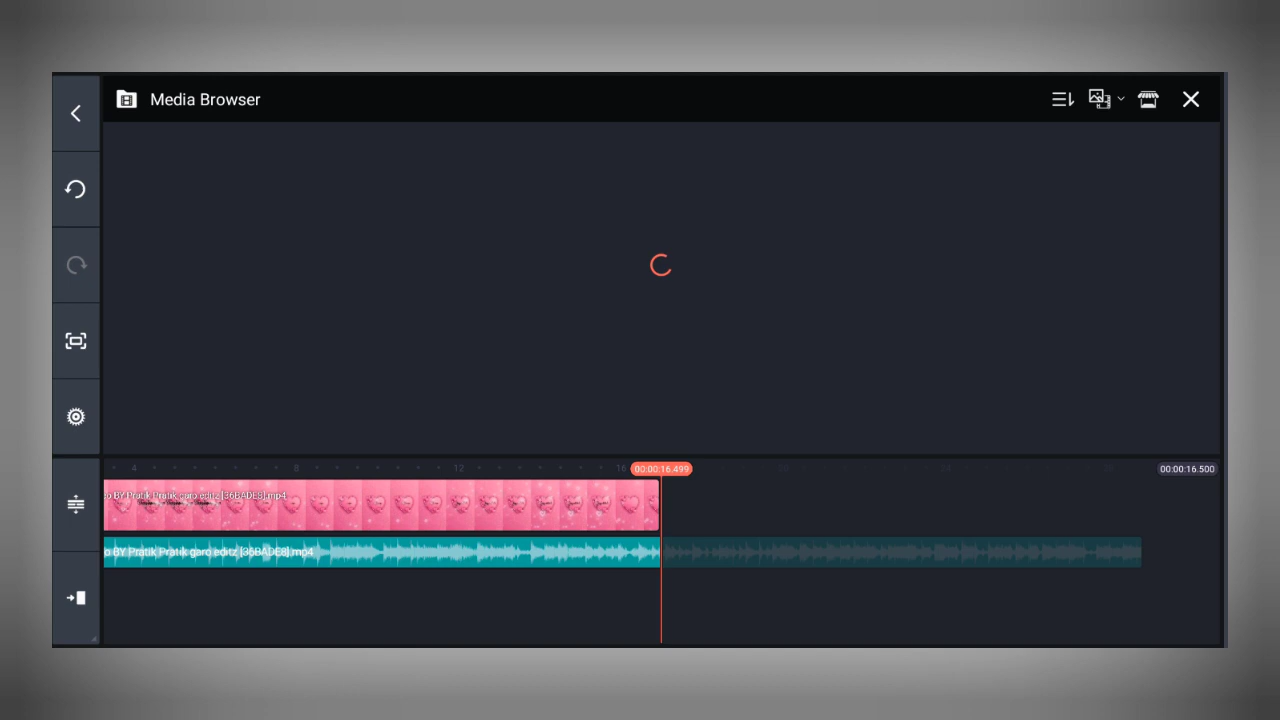 Media Browser
4 8 12 16 00:00:16.499 00:00:16.500
BY Pratik Pratik garo editz [36BADE8].mp4
o BY Pratik Pratik garo editz [36BADE8].mp4